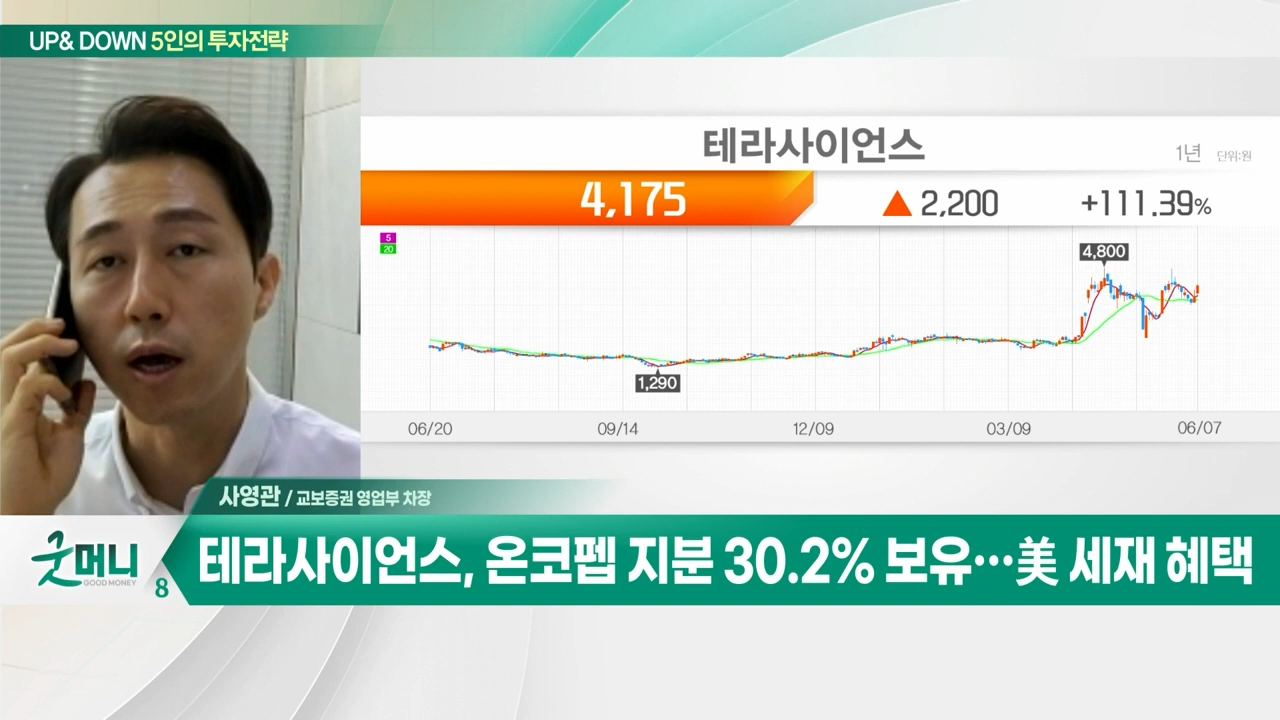 UP& DOWN 5인의 투자전략
테라사이언스
1년 단위:원
4,175 ▲ 2,200 +111.39%
5
20
4,800
1,290
06/20 09/14 12/09 03/09 06/07
사영관 / 교보증권 영업부 차장
굿머니
GOOD MONEY
8
테라사이언스, 온코펩 지분 30.2% 보유…美 세재 혜택